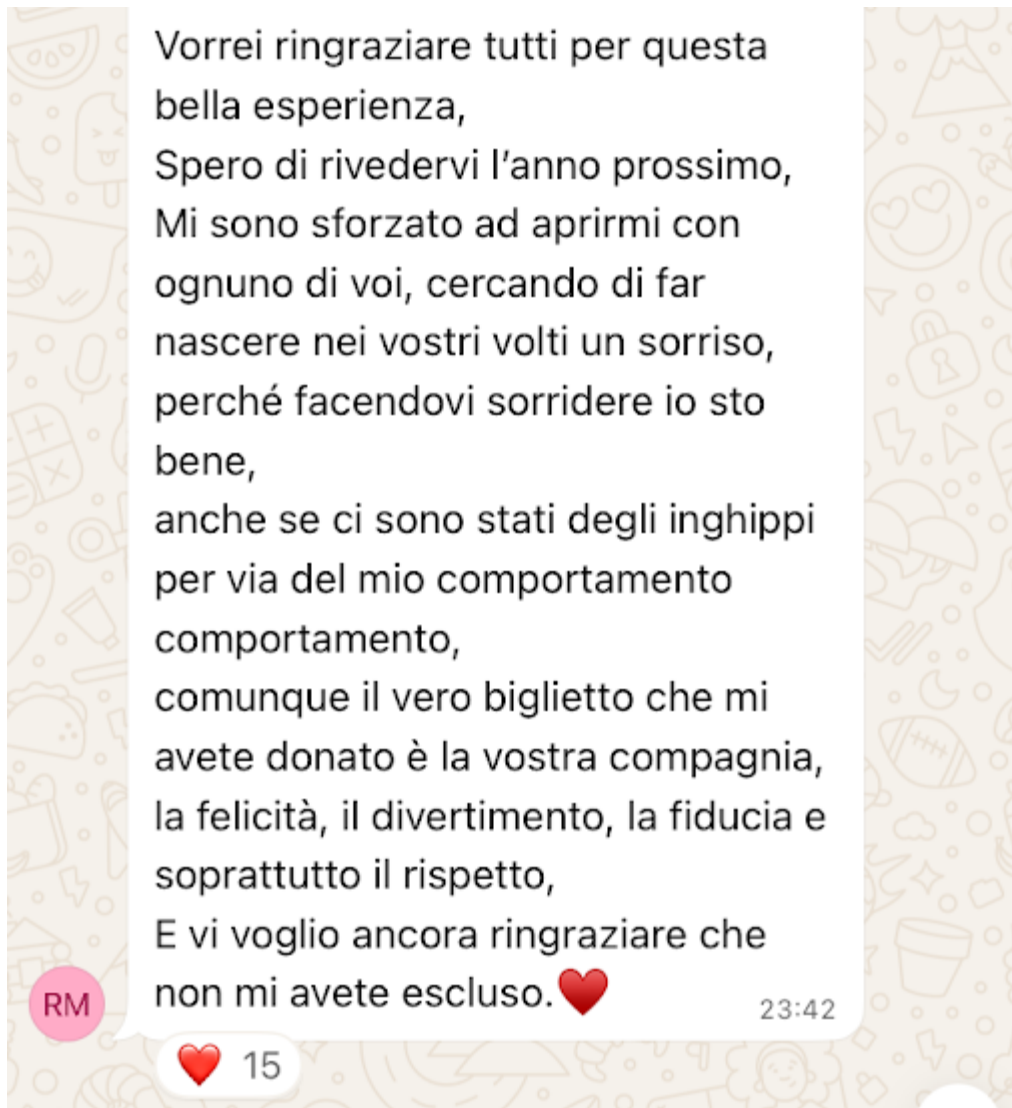 Vorrei ringraziare tutti per questa
bella esperienza,
Spero di rivedervi l'anno prossimo,
Mi sono sforzato ad aprirmi con
ognuno di voi, cercando di far
nascere nei vostri volti un sorriso,
perché facendovi sorridere io sto
bene,
anche se ci sono stati degli inghippi
per via del mio comportamento
comportamento,
comunque il vero biglietto che mi
avete donato è la vostra compagnia,
la felicità, il divertimento, la fiducia e
soprattutto il rispetto,
E vi voglio ancora ringraziare che
non mi avete escluso.♥️
RM
23:42
❤️ 15